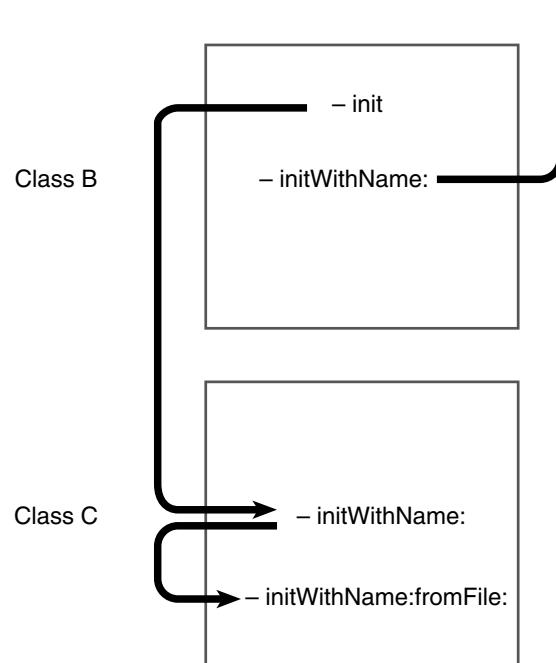 – init
Class B
– initWithName:
Class C
– initWithName:
– initWithName:fromFile: